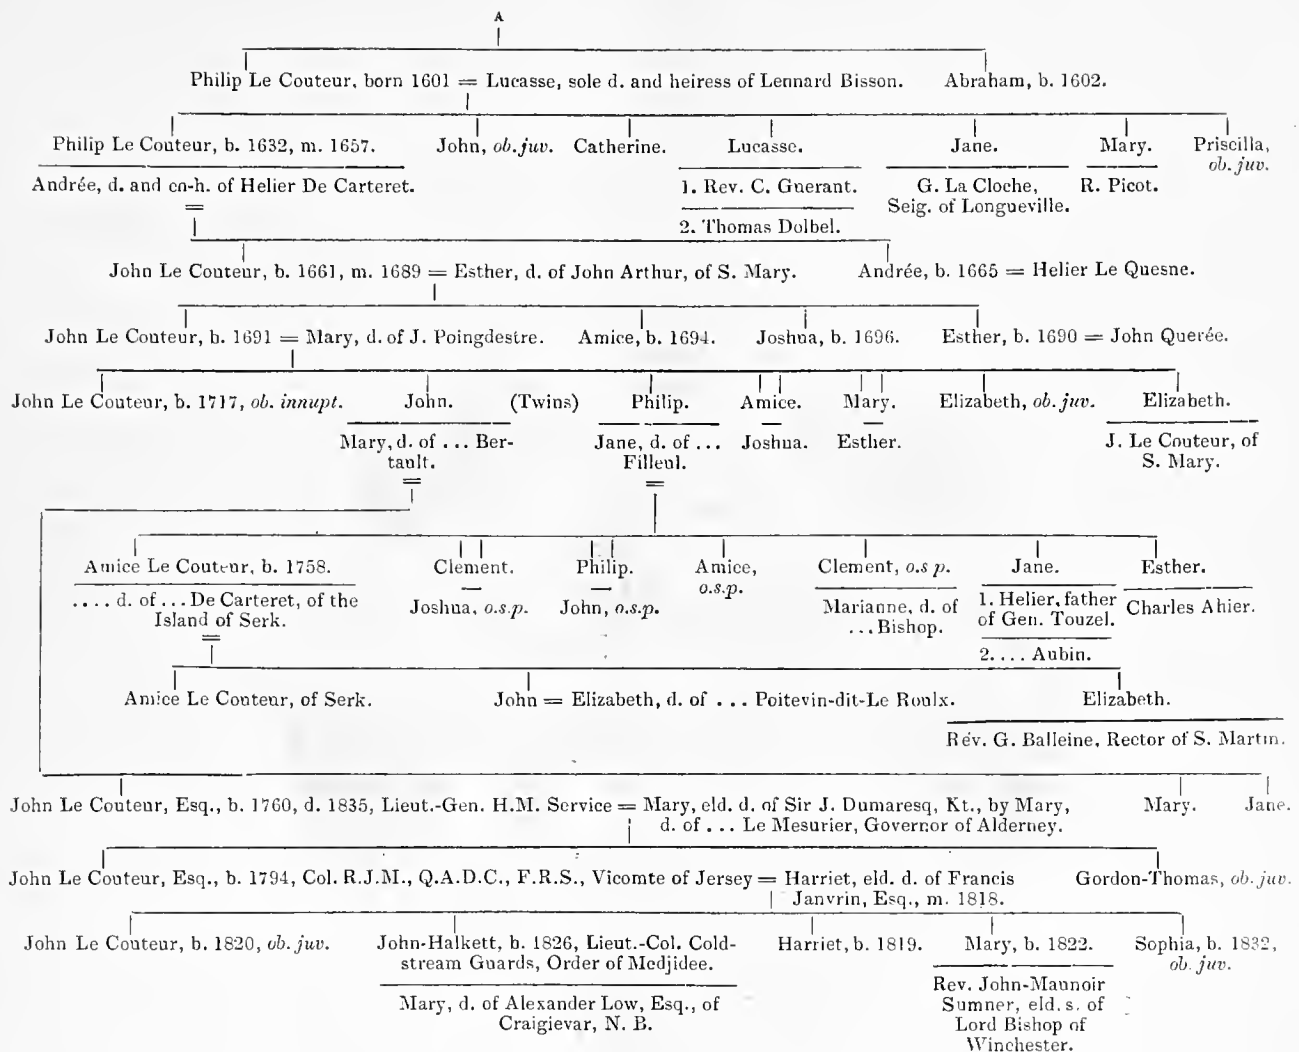 A
Philip Le Couteur, born 1601 = Lucasse, sole d. and heiress of Lennard Bisson. Abraham, b. 1602.
Philip Le Couteur, b. 1632, m. 1657. John, ob. juv. Catherine. Lucasse. Jane. Mary. Priscilla, ob. juv.
Andrée, d. and co-h. of Helier De Carteret. 1. Rev. C. Guerant. G. La Cloche, Seig. of Longueville. R. Picot.
=
2. Thomas Dolbel.
John Le Couteur, b. 1661, m. 1689 = Esther, d. of John Arthur, of S. Mary. Andrée, b. 1665 = Helier Le Quesne.
John Le Couteur, b. 1691 = Mary, d. of J. Poingdestre. Amice, b. 1694. Joshua, b. 1696. Esther, b. 1690 = John Querée.
John Le Couteur, b. 1717, ob. innupt. John. (Twins) Philip. Amice. Mary. Elizabeth, ob. juv. Elizabeth.
Mary, d. of ... Ber-
tault.
=
Jane, d. of ...
Filleul.
=
Joshua. Esther. J. Le Couteur, of
S. Mary.
Amice Le Couteur, b. 1758. Clement. Philip. Amice,
o.s.p. Clement, o.s p. Jane. Esther.
.... d. of ... De Carteret, of the
Island of Serk.
=
Joshua, o.s.p. John, o.s.p. Marianne, d. of
... Bishop.
1. Helier, father
of Gen. Touzel.
2. ... Aubin.
Charles Ahier.
Amice Le Couteur, of Serk. John = Elizabeth, d. of ... Poitevin-dit-Le Roulx. Elizabeth.
Rev. G. Balleine, Rector of S. Martin.
John Le Couteur, Esq., b. 1760, d. 1835, Lieut.-Gen. H.M. Service = Mary, eld. d. of Sir J. Dumaresq, Kt., by Mary, Mary. Jane.
d. of ... Le Mesurier, Governor of Alderney.
John Le Couteur, Esq., b. 1794, Col. R.J.M., Q.A.D.C., F.R.S., Vicomte of Jersey = Harriet, eld. d. of Francis Gordon-Thomas, ob. juv.
Janvrin, Esq., m. 1818.
John Le Couteur, b. 1820, ob. juv. John-Halkett, b. 1826, Lieut.-Col. Cold-
stream Guards, Order of Medjidee. Harriet, b. 1819. Mary, b. 1822. Sophia, b. 1832,
ob. juv.
Mary, d. of Alexander Low, Esq., of
Craigievar, N. B.
Rev. John-Maunoir
Sumner, eld. s. of
Lord Bishop of
Winchester.